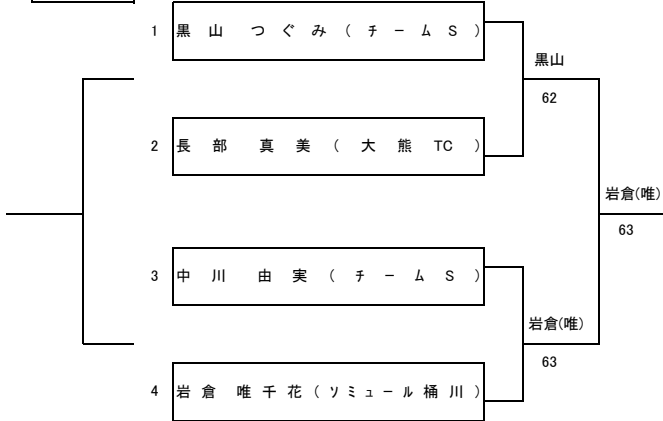 1 黒 山 つ ぐ み ( チ ー ム S )
黒山
62
2 長 部 真 美 ( 大 熊 TC )
岩倉(唯)
63
3 中 川 由 実 ( チ ー ム S )
岩倉(唯)
63
4 岩 倉 唯 千 花 ( ソ ミ ュ ー ル 桶 川 )